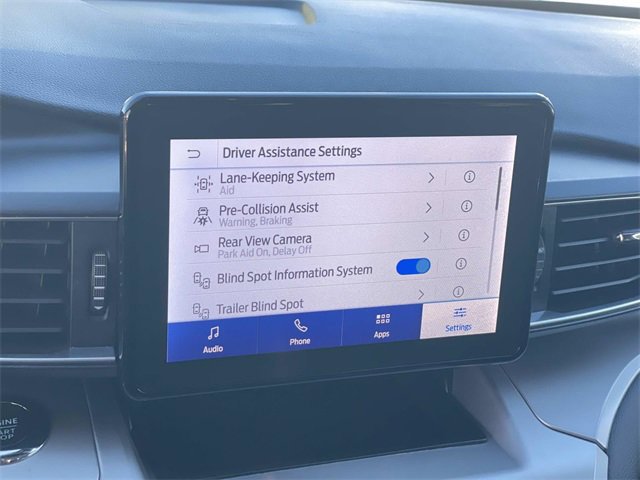 Driver Assistance Settings
Lane-Keeping System
Aid
Pre-Collision Assist
Warning, Braking
Rear View Camera
Park Aid On, Delay Off
Blind Spot Information System
Trailer Blind Spot
Audio
Phone
Apps
Settings